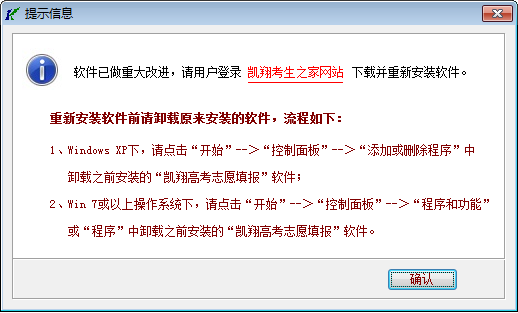 提示信息
软件已做重大改进，请用户登录 凯翔考生之家网站 下载并重新安装软件。
重新安装软件前请卸载原来安装的软件，流程如下：
1、Windows XP下，请点击“开始”-->“控制面板”-->“添加或删除程序”中
卸载之前安装的“凯翔高考志愿填报”软件；
2、Win 7或以上操作系统下，请点击“开始”-->“控制面板”-->“程序和功能”
或“程序”中卸载之前安装的“凯翔高考志愿填报”软件。
确认